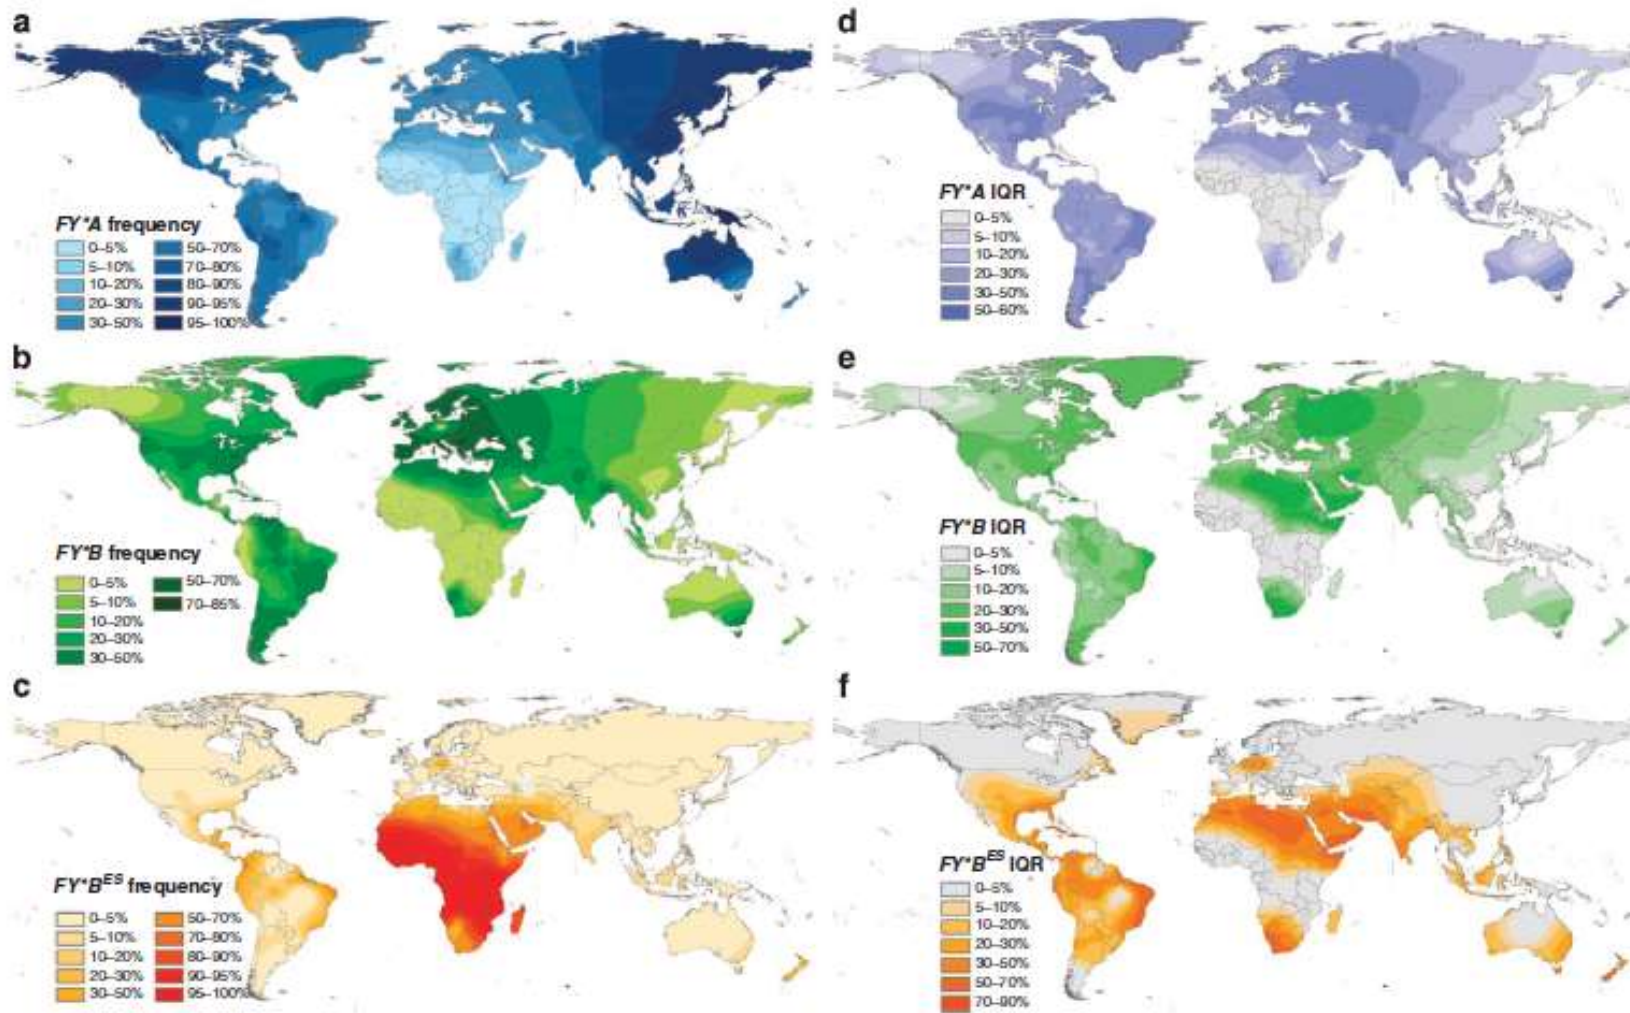 a
FY*A frequency
0–5% 50–70%
5–10% 70–80%
10–20% 80–90%
20–30% 90–95%
30–50% 95–100%
d
FY*A IQR
0–5%
5–10%
10–20%
20–30%
30–50%
50–60%
b
FY*B frequency
0–5% 50–70%
5–10% 70–85%
10–20%
20–30%
30–50%
e
FY*B IQR
0–5%
5–10%
10–20%
20–30%
30–50%
50–70%
c
FY*B^ES frequency
0–5% 50–70%
5–10% 70–80%
10–20% 80–90%
20–30% 90–95%
30–50% 95–100%
f
FY*B^ES IQR
0–5%
5–10%
10–20%
20–30%
30–50%
50–70%
70–90%